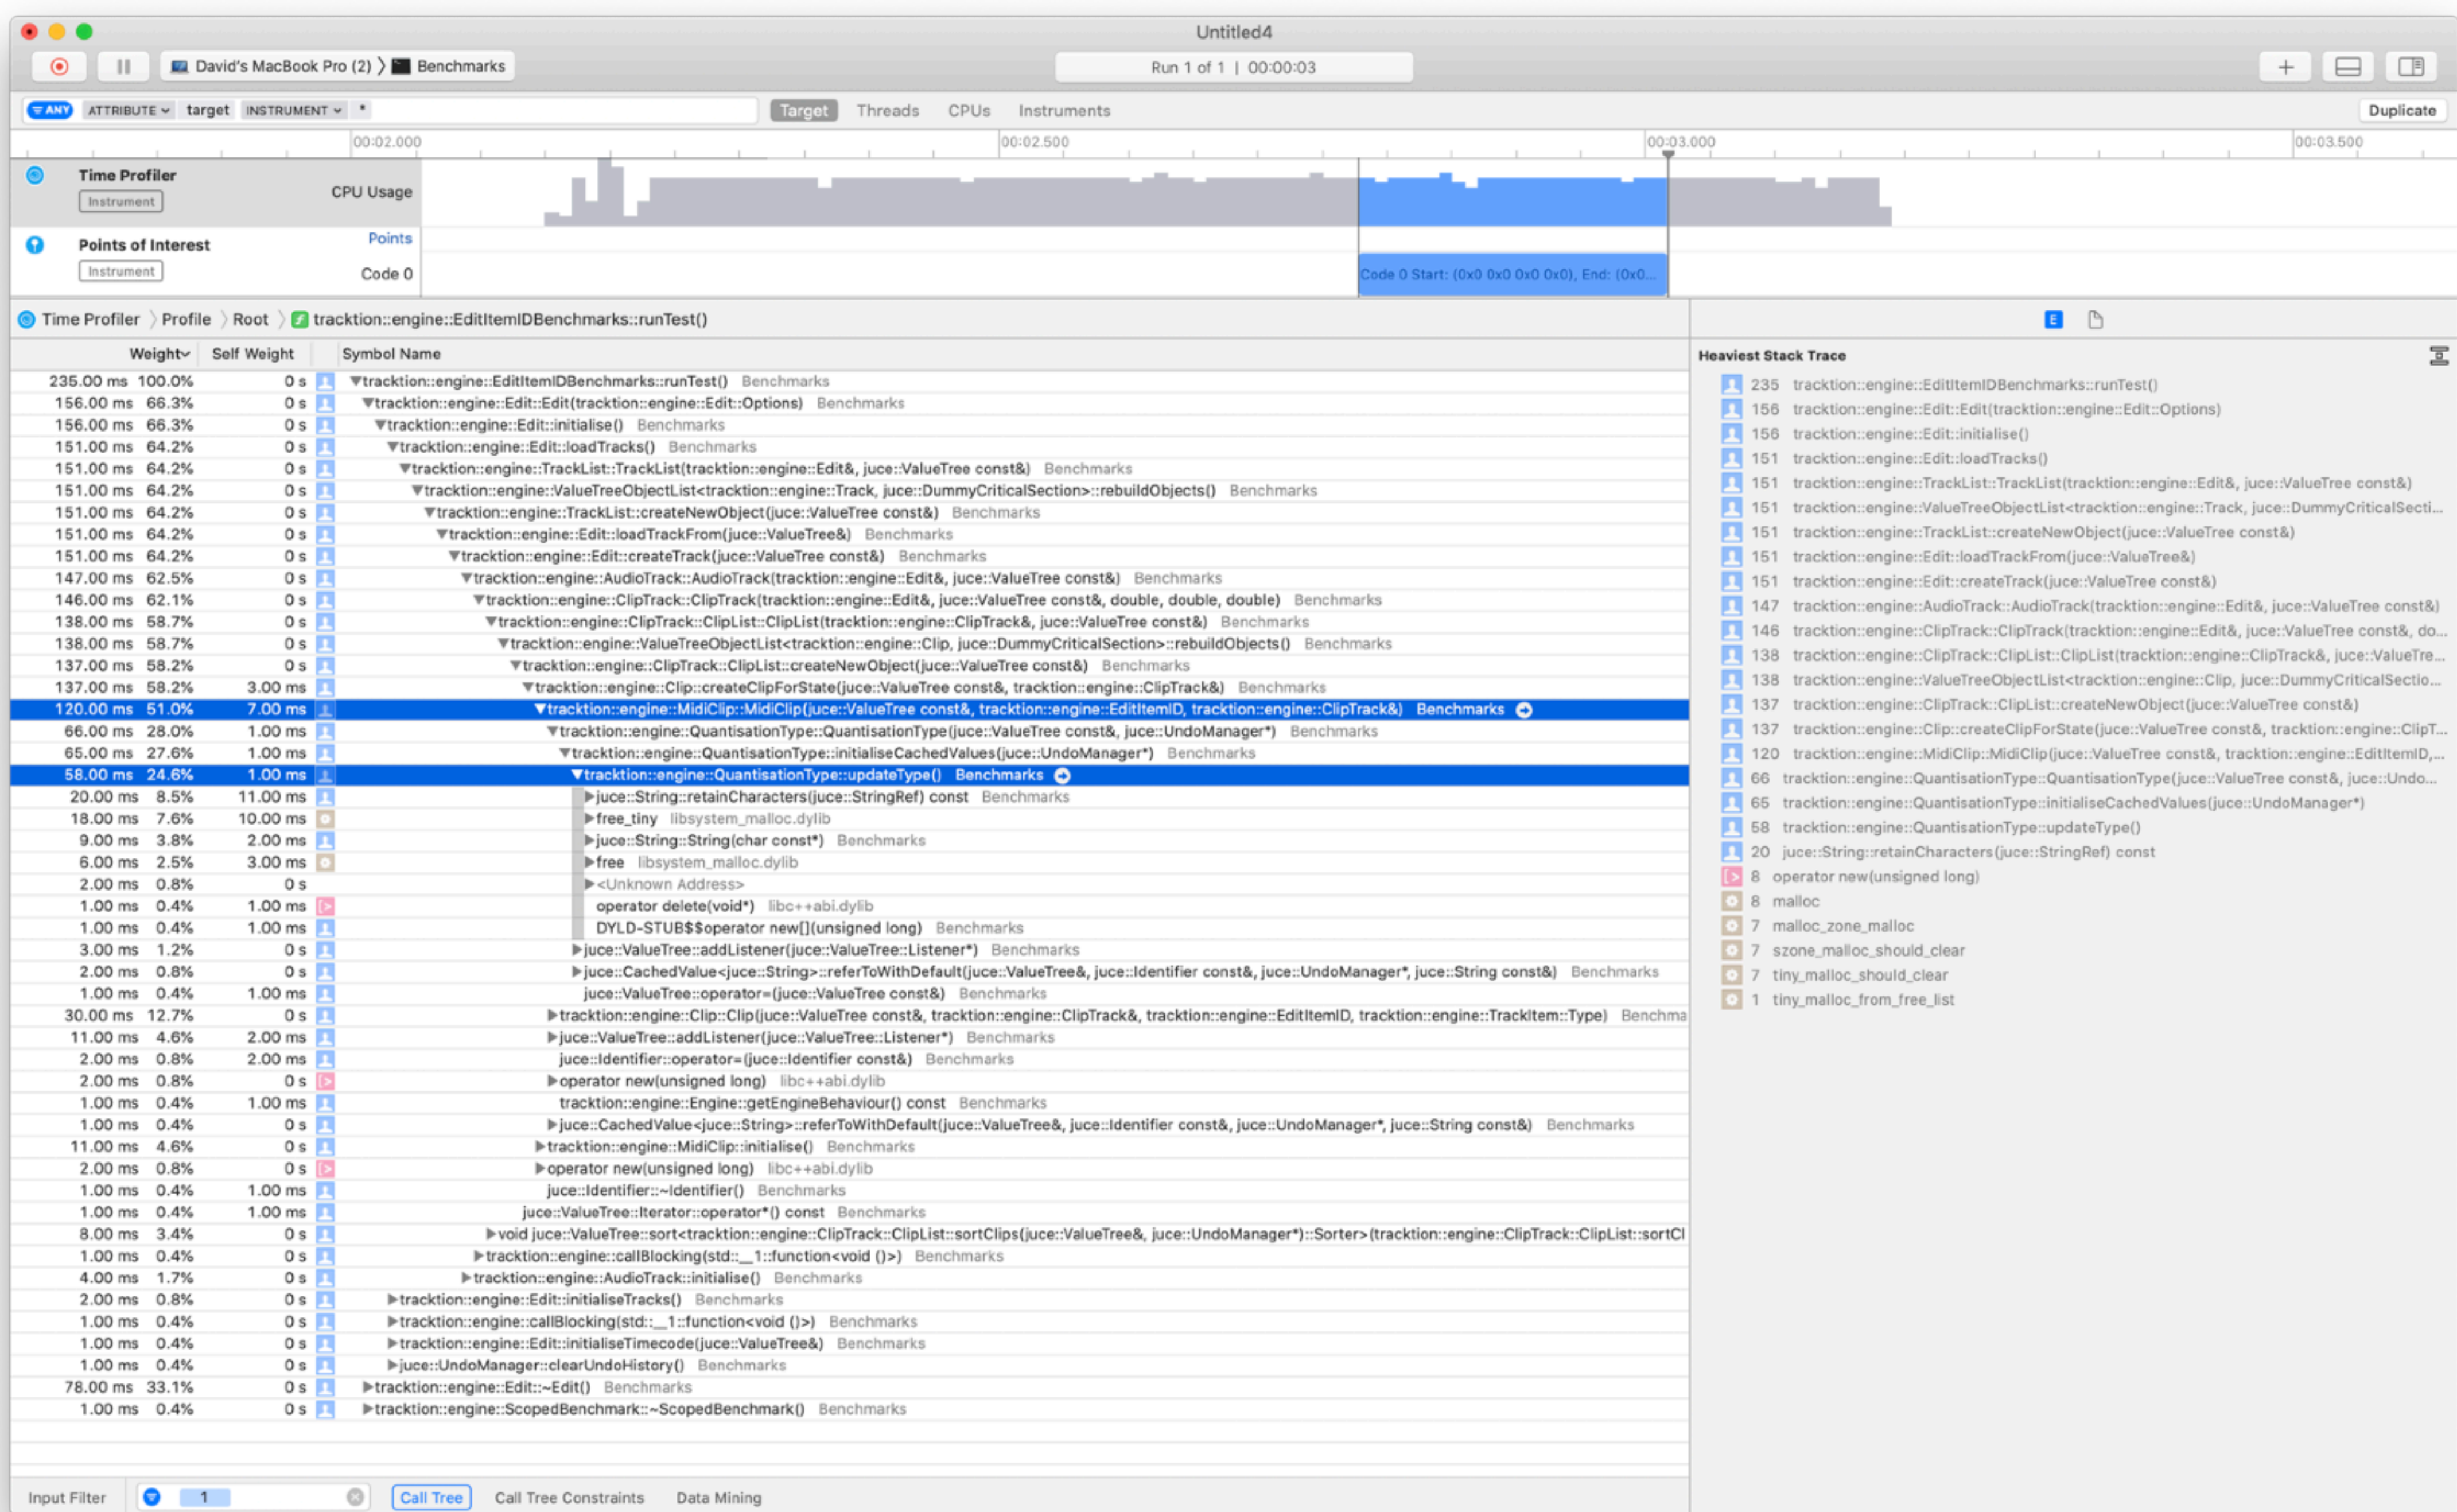 Untitled4
David's MacBook Pro (2) 〉 Benchmarks
Run 1 of 1 | 00:00:03
ANY ATTRIBUTE target INSTRUMENT *
Target Threads CPUs Instruments
Duplicate
00:02.000 00:02.500 00:03.000 00:03.500
Time Profiler
Instrument
CPU Usage
Points of Interest
Instrument
Points
Code 0
Code 0 Start: (0x0 0x0 0x0 0x0), End: (0x0...
Time Profiler 〉 Profile 〉 Root 〉 tracktion::engine::EditItemIDBenchmarks::runTest()
Weight Self Weight Symbol Name
235.00 ms 100.0% 0 s tracktion::engine::EditItemIDBenchmarks::runTest() Benchmarks
156.00 ms 66.3% 0 s tracktion::engine::Edit::Edit(tracktion::engine::Edit::Options) Benchmarks
156.00 ms 66.3% 0 s tracktion::engine::Edit::initialise() Benchmarks
151.00 ms 64.2% 0 s tracktion::engine::Edit::loadTracks() Benchmarks
151.00 ms 64.2% 0 s tracktion::engine::TrackList::TrackList(tracktion::engine::Edit&, juce::ValueTree const&) Benchmarks
151.00 ms 64.2% 0 s tracktion::engine::ValueTreeObjectList<tracktion::engine::Track, juce::DummyCriticalSection>::rebuildObjects() Benchmarks
151.00 ms 64.2% 0 s tracktion::engine::TrackList::createNewObject(juce::ValueTree const&) Benchmarks
151.00 ms 64.2% 0 s tracktion::engine::Edit::loadTrackFrom(juce::ValueTree&) Benchmarks
151.00 ms 64.2% 0 s tracktion::engine::Edit::createTrack(juce::ValueTree const&) Benchmarks
147.00 ms 62.5% 0 s tracktion::engine::AudioTrack::AudioTrack(tracktion::engine::Edit&, juce::ValueTree const&) Benchmarks
146.00 ms 62.1% 0 s tracktion::engine::ClipTrack::ClipTrack(tracktion::engine::Edit&, juce::ValueTree const&, double, double, double) Benchmarks
138.00 ms 58.7% 0 s tracktion::engine::ClipTrack::ClipList::ClipList(tracktion::engine::ClipTrack&, juce::ValueTree const&) Benchmarks
138.00 ms 58.7% 0 s tracktion::engine::ValueTreeObjectList<tracktion::engine::Clip, juce::DummyCriticalSection>::rebuildObjects() Benchmarks
137.00 ms 58.2% 0 s tracktion::engine::ClipTrack::ClipList::createNewObject(juce::ValueTree const&) Benchmarks
137.00 ms 58.2% 3.00 ms tracktion::engine::Clip::createClipForState(juce::ValueTree const&, tracktion::engine::ClipTrack&) Benchmarks
120.00 ms 51.0% 7.00 ms tracktion::engine::MidiClip::MidiClip(juce::ValueTree const&, tracktion::engine::EditItemID, tracktion::engine::ClipTrack&) Benchmarks
66.00 ms 28.0% 1.00 ms tracktion::engine::QuantisationType::QuantisationType(juce::ValueTree const&, juce::UndoManager*) Benchmarks
65.00 ms 27.6% 1.00 ms tracktion::engine::QuantisationType::initialiseCachedValues(juce::UndoManager*) Benchmarks
58.00 ms 24.6% 1.00 ms tracktion::engine::QuantisationType::updateType() Benchmarks
20.00 ms 8.5% 11.00 ms juce::String::retainCharacters(juce::StringRef) const Benchmarks
18.00 ms 7.6% 10.00 ms free_tiny libsystem_malloc.dylib
9.00 ms 3.8% 2.00 ms juce::String::String(char const*) Benchmarks
6.00 ms 2.5% 3.00 ms free libsystem_malloc.dylib
2.00 ms 0.8% 0 s <Unknown Address>
1.00 ms 0.4% 1.00 ms operator delete(void*) libc++abi.dylib
1.00 ms 0.4% 1.00 ms DYLD-STUB$$operator new[](unsigned long) Benchmarks
3.00 ms 1.2% 0 s juce::ValueTree::addListener(juce::ValueTree::Listener*) Benchmarks
2.00 ms 0.8% 0 s juce::CachedValue<juce::String>::referToWithDefault(juce::ValueTree&, juce::Identifier const&, juce::UndoManager*, juce::String const&) Benchmarks
1.00 ms 0.4% 1.00 ms juce::ValueTree::operator=(juce::ValueTree const&) Benchmarks
30.00 ms 12.7% 0 s tracktion::engine::Clip::Clip(juce::ValueTree const&, tracktion::engine::ClipTrack&, tracktion::engine::EditItemID, tracktion::engine::TrackItem::Type) Benchma
11.00 ms 4.6% 2.00 ms juce::ValueTree::addListener(juce::ValueTree::Listener*) Benchmarks
2.00 ms 0.8% 2.00 ms juce::Identifier::operator=(juce::Identifier const&) Benchmarks
2.00 ms 0.8% 0 s operator new(unsigned long) libc++abi.dylib
1.00 ms 0.4% 1.00 ms tracktion::engine::Engine::getEngineBehaviour() const Benchmarks
1.00 ms 0.4% 0 s juce::CachedValue<juce::String>::referToWithDefault(juce::ValueTree&, juce::Identifier const&, juce::UndoManager*, juce::String const&) Benchmarks
11.00 ms 4.6% 0 s tracktion::engine::MidiClip::initialise() Benchmarks
2.00 ms 0.8% 0 s operator new(unsigned long) libc++abi.dylib
1.00 ms 0.4% 1.00 ms juce::Identifier::~Identifier() Benchmarks
1.00 ms 0.4% 1.00 ms juce::ValueTree::Iterator::operator*() const Benchmarks
8.00 ms 3.4% 0 s void juce::ValueTree::sort<tracktion::engine::ClipTrack::ClipList::sortClips(juce::ValueTree&, juce::UndoManager*)::Sorter>(tracktion::engine::ClipTrack::ClipList::sortCl
1.00 ms 0.4% 0 s tracktion::engine::callBlocking(std::__1::function<void ()>) Benchmarks
4.00 ms 1.7% 0 s tracktion::engine::AudioTrack::initialise() Benchmarks
2.00 ms 0.8% 0 s tracktion::engine::Edit::initialiseTracks() Benchmarks
1.00 ms 0.4% 0 s tracktion::engine::callBlocking(std::__1::function<void ()>) Benchmarks
1.00 ms 0.4% 0 s tracktion::engine::Edit::initialiseTimecode(juce::ValueTree&) Benchmarks
1.00 ms 0.4% 0 s juce::UndoManager::clearUndoHistory() Benchmarks
78.00 ms 33.1% 0 s tracktion::engine::Edit::~Edit() Benchmarks
1.00 ms 0.4% 0 s tracktion::engine::ScopedBenchmark::~ScopedBenchmark() Benchmarks
E
Heaviest Stack Trace
235 tracktion::engine::EditItemIDBenchmarks::runTest()
156 tracktion::engine::Edit::Edit(tracktion::engine::Edit::Options)
156 tracktion::engine::Edit::initialise()
151 tracktion::engine::Edit::loadTracks()
151 tracktion::engine::TrackList::TrackList(tracktion::engine::Edit&, juce::ValueTree const&)
151 tracktion::engine::ValueTreeObjectList<tracktion::engine::Track, juce::DummyCriticalSecti...
151 tracktion::engine::TrackList::createNewObject(juce::ValueTree const&)
151 tracktion::engine::Edit::loadTrackFrom(juce::ValueTree&)
151 tracktion::engine::Edit::createTrack(juce::ValueTree const&)
147 tracktion::engine::AudioTrack::AudioTrack(tracktion::engine::Edit&, juce::ValueTree const&)
146 tracktion::engine::ClipTrack::ClipTrack(tracktion::engine::Edit&, juce::ValueTree const&, do...
138 tracktion::engine::ClipTrack::ClipList::ClipList(tracktion::engine::ClipTrack&, juce::ValueTre...
138 tracktion::engine::ValueTreeObjectList<tracktion::engine::Clip, juce::DummyCriticalSectio...
137 tracktion::engine::ClipTrack::ClipList::createNewObject(juce::ValueTree const&)
137 tracktion::engine::Clip::createClipForState(juce::ValueTree const&, tracktion::engine::ClipT...
120 tracktion::engine::MidiClip::MidiClip(juce::ValueTree const&, tracktion::engine::EditItemID,...
66 tracktion::engine::QuantisationType::QuantisationType(juce::ValueTree const&, juce::Undo...
65 tracktion::engine::QuantisationType::initialiseCachedValues(juce::UndoManager*)
58 tracktion::engine::QuantisationType::updateType()
20 juce::String::retainCharacters(juce::StringRef) const
8 operator new(unsigned long)
8 malloc
7 malloc_zone_malloc
7 szone_malloc_should_clear
7 tiny_malloc_should_clear
1 tiny_malloc_from_free_list
Input Filter 1 Call Tree Call Tree Constraints Data Mining